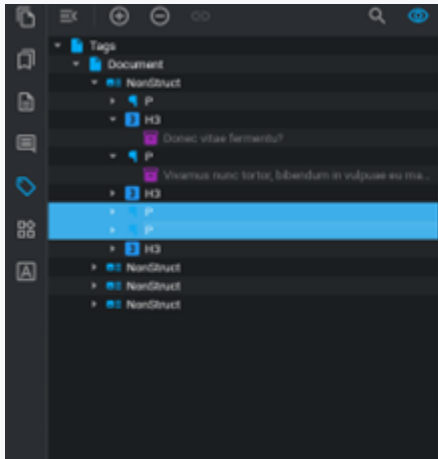 Tags
Document
NonStruct
P
H3
Donec vitae fermentu?
P
Vivamus nunc tortor, bibendum in vulpuae eu ma...
H3
P
P
H3
NonStruct
NonStruct
NonStruct